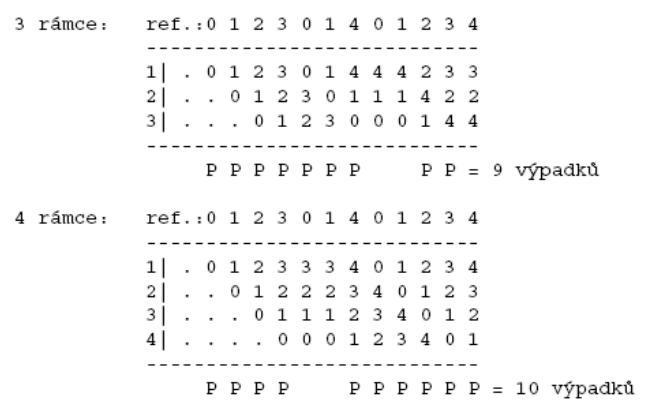 3 rámce:   ref.:0 1 2 3 0 1 4 0 1 2 3 4
           ----------------------------
           1| . 0 1 2 3 0 1 4 4 4 2 3 3
           2| . . 0 1 2 3 0 1 1 1 4 2 2
           3| . . . 0 1 2 3 0 0 0 1 4 4
           ----------------------------
                P P P P P P P     P P = 9 výpadků
4 rámce:   ref.:0 1 2 3 0 1 4 0 1 2 3 4
           ----------------------------
           1| . 0 1 2 3 3 3 4 0 1 2 3 4
           2| . . 0 1 2 2 2 3 4 0 1 2 3
           3| . . . 0 1 1 1 2 3 4 0 1 2
           4| . . . . 0 0 0 1 2 3 4 0 1
           ----------------------------
                P P P P     P P P P P P = 10 výpadků